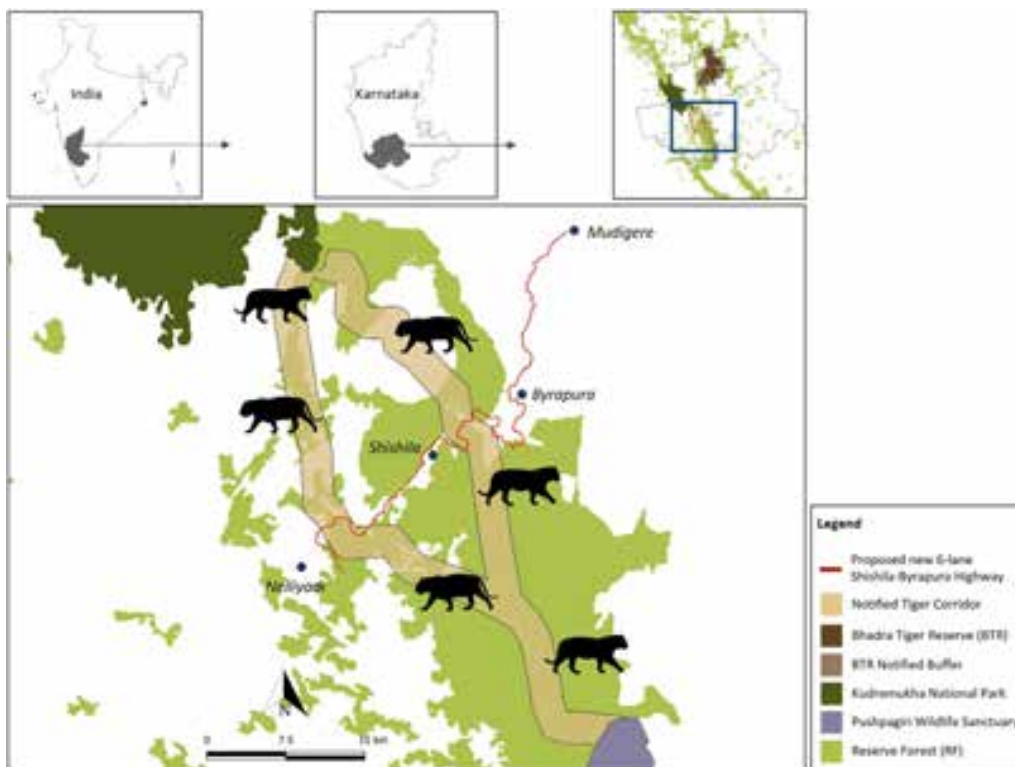 India
Karnataka
Mudigere
Byrapura
Shishila
Nelliyadi
N
0 7.5 15 km
Legend
Proposed new 6-lane
Shishila-Byrapura Highway
Notified Tiger Corridor
Bhadra Tiger Reserve (BTR)
BTR Notified Buffer
Kudremukha National Park
Pushpagiri Wildlife Sanctuary
Reserve Forest (RF)